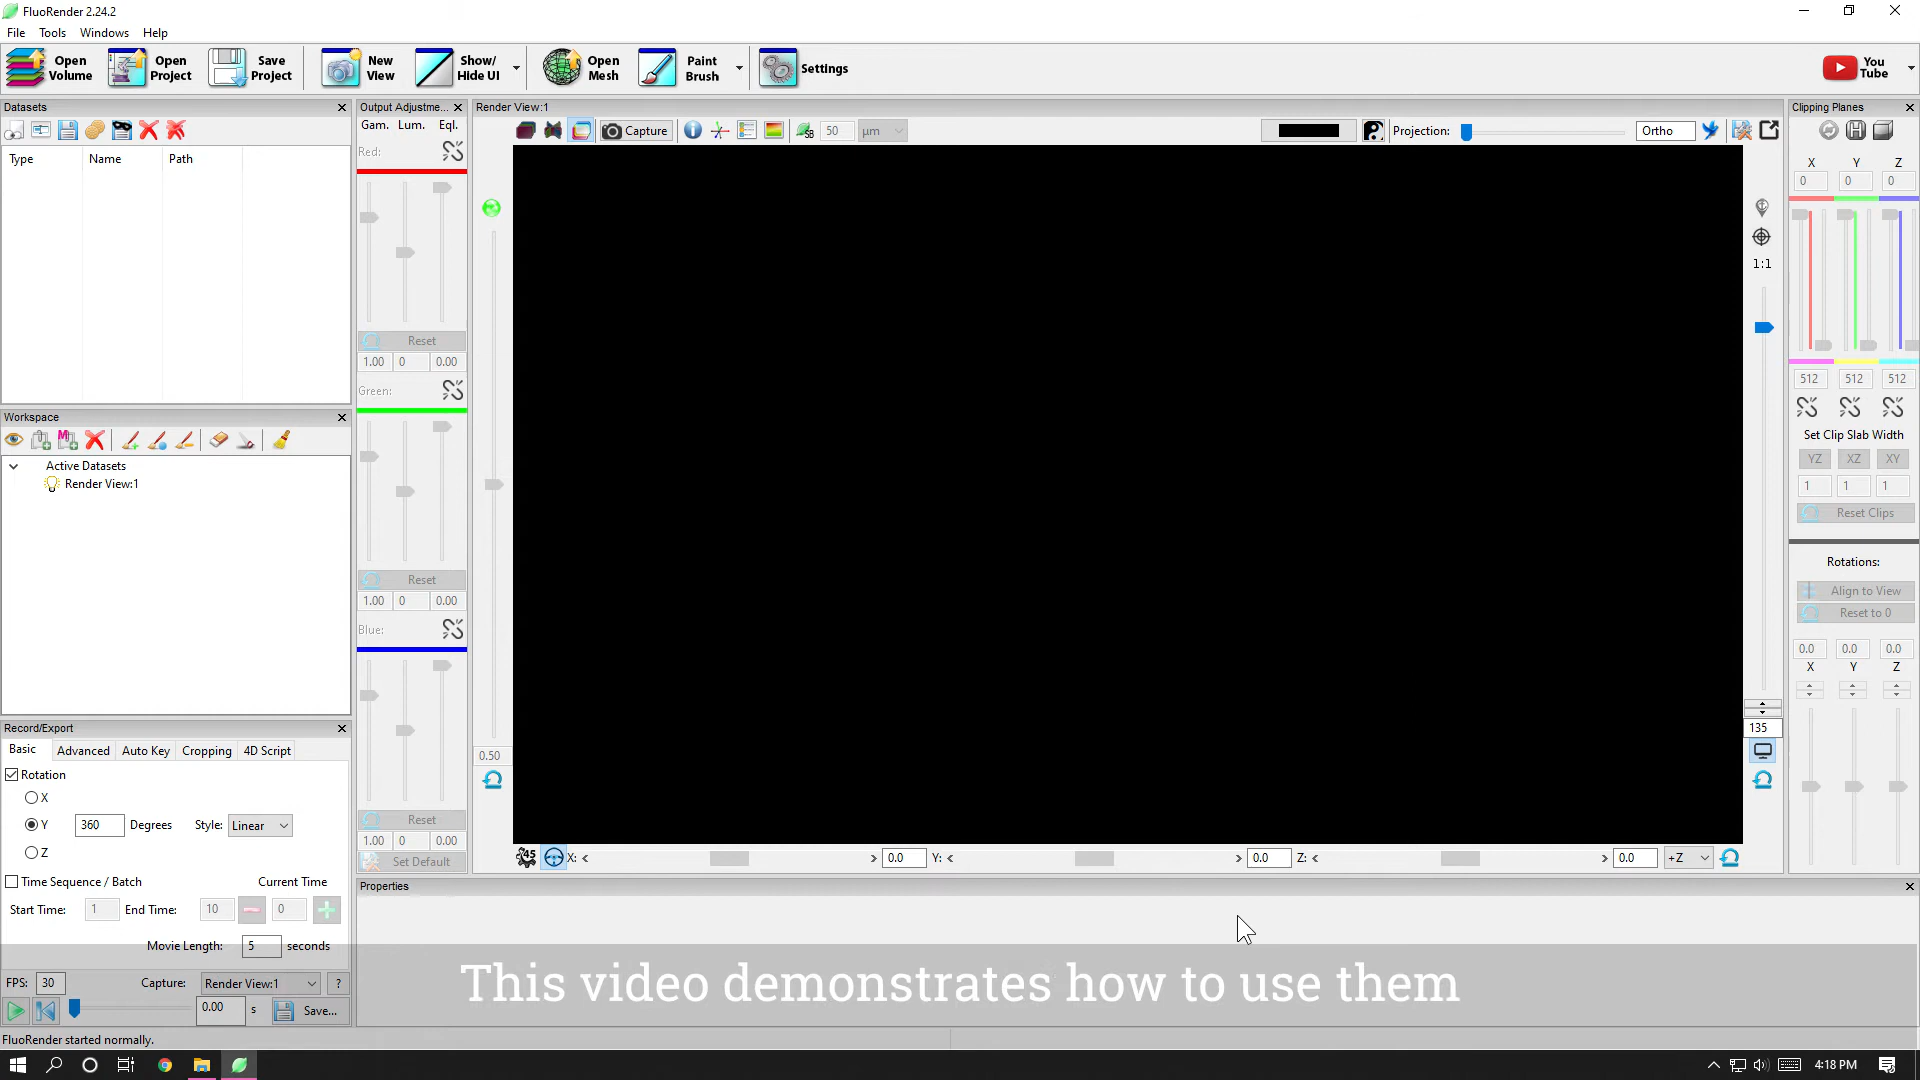 FluoRender 2.24.2
File Tools Windows Help
Open Volume
Open Project
Save Project
New View
Show/ Hide UI
Open Mesh
Paint Brush
Settings
You Tube
Datasets
Type Name Path
Output Adjustme...
Gam. Lum. Eql.
Red:
Reset
1.00 0 0.00
Green:
Reset
1.00 0 0.00
Blue:
Reset
1.00 0 0.00
Set Default
Render View:1
Capture
SB
50 µm
Projection: Ortho
0.50
1:1
135
45
X: < > 0.0 Y: < > 0.0 Z: < > 0.0 +Z
Clipping Planes
X Y Z
0 0 0
512 512 512
Set Clip Slab Width
YZ XZ XY
1 1 1
Reset Clips
Rotations:
Align to View
Reset to 0
0.0 0.0 0.0
X Y Z
Workspace
Active Datasets
Render View:1
Record/Export
Basic Advanced Auto Key Cropping 4D Script
Rotation
X
Y 360 Degrees Style: Linear
Z
Time Sequence / Batch Current Time
Start Time: 1 End Time: 10 0
Movie Length: 5 seconds
FPS: 30 Capture: Render View:1 ?
0.00 s Save...
Properties
This video demonstrates how to use them
FluoRender started normally.
4:18 PM